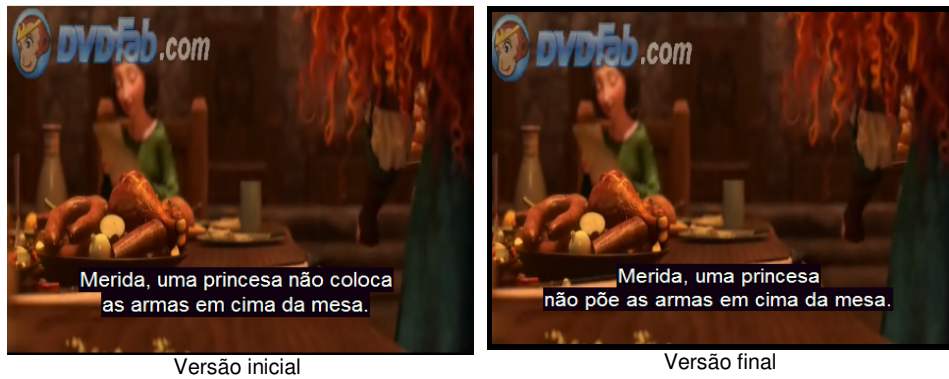 DVDFab.com
Merida, uma princesa não coloca
as armas em cima da mesa.
Versão inicial
DVDFab.com
Merida, uma princesa
não põe as armas em cima da mesa.
Versão final